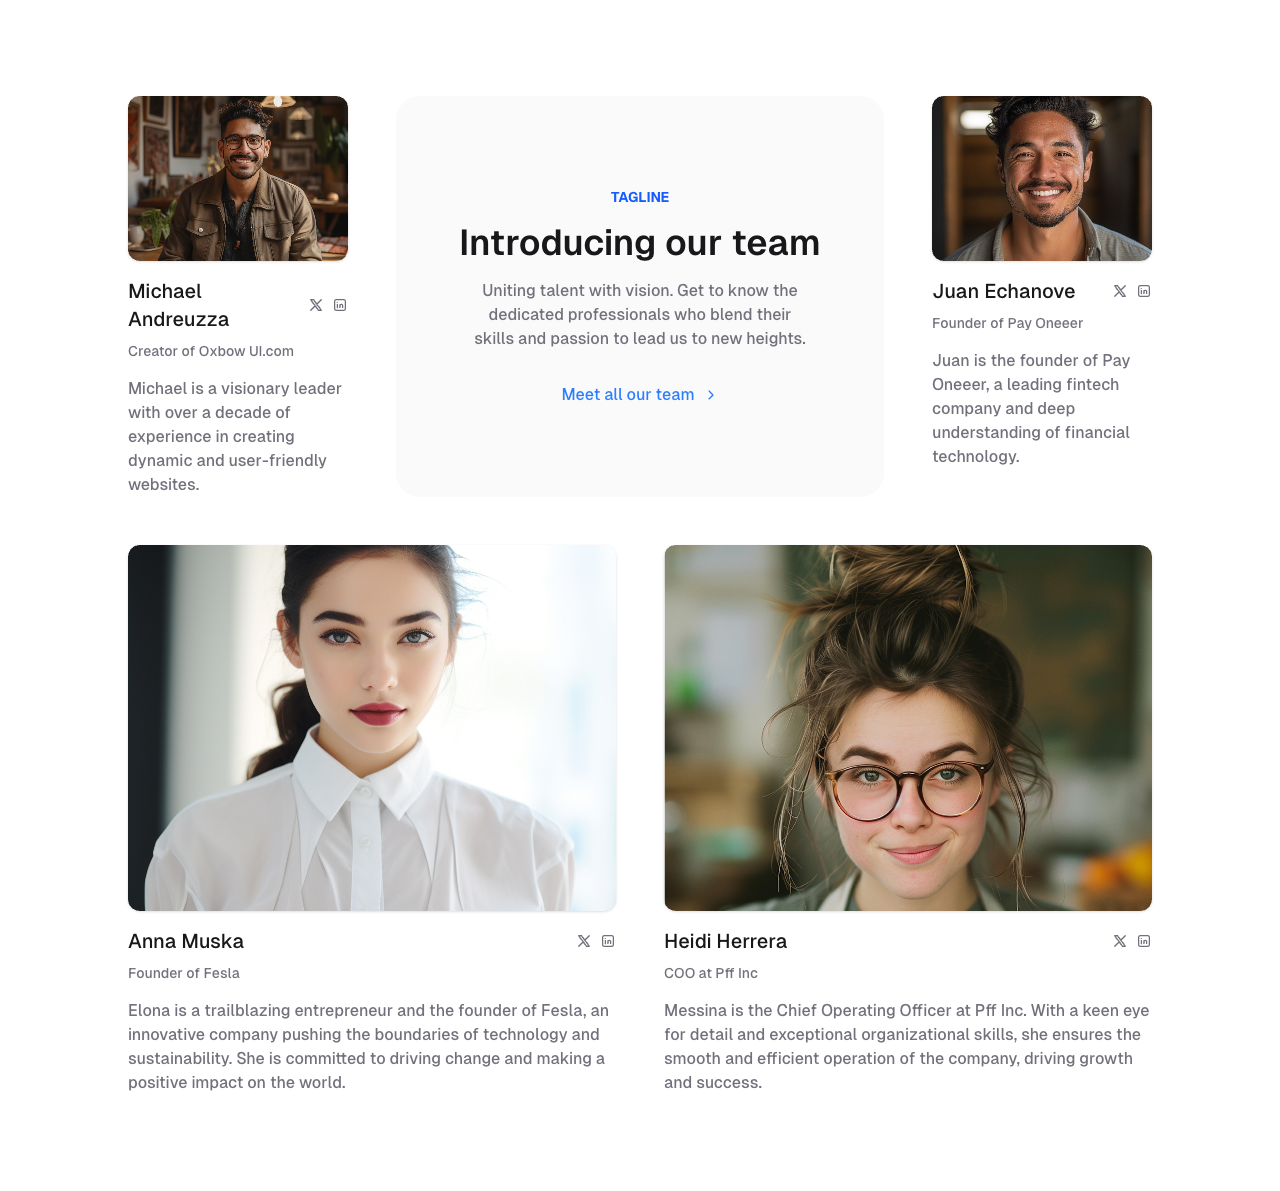 Michael
Andreuzza
Creator of Oxbow UI.com
Michael is a visionary leader
with over a decade of
experience in creating
dynamic and user-friendly
websites.
TAGLINE
Introducing our team
Uniting talent with vision. Get to know the
dedicated professionals who blend their
skills and passion to lead us to new heights.
Meet all our team
Juan Echanove
Founder of Pay Oneeer
Juan is the founder of Pay
Oneeer, a leading fintech
company and deep
understanding of financial
technology.
Anna Muska
Founder of Fesla
Elona is a trailblazing entrepreneur and the founder of Fesla, an
innovative company pushing the boundaries of technology and
sustainability. She is committed to driving change and making a
positive impact on the world.
Heidi Herrera
COO at Pff Inc
Messina is the Chief Operating Officer at Pff Inc. With a keen eye
for detail and exceptional organizational skills, she ensures the
smooth and efficient operation of the company, driving growth
and success.